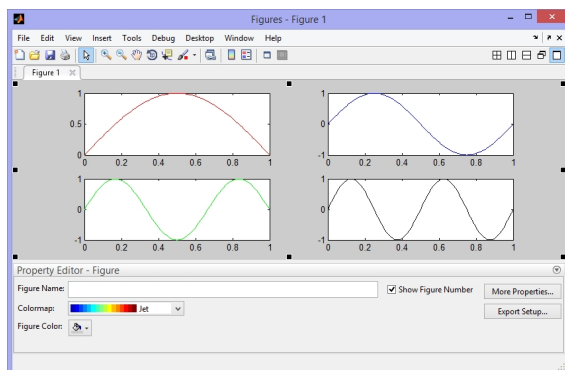 Figures - Figure 1
File Edit View Insert Tools Debug Desktop Window Help
Figure 1
1
0.5
0
0 0.2 0.4 0.6 0.8 1
1
0
-1
0 0.2 0.4 0.6 0.8 1
1
0
-1
0 0.2 0.4 0.6 0.8 1
1
0
-1
0 0.2 0.4 0.6 0.8 1
Property Editor - Figure
Figure Name:
Show Figure Number
More Properties...
Colormap:
Jet
Export Setup...
Figure Color: